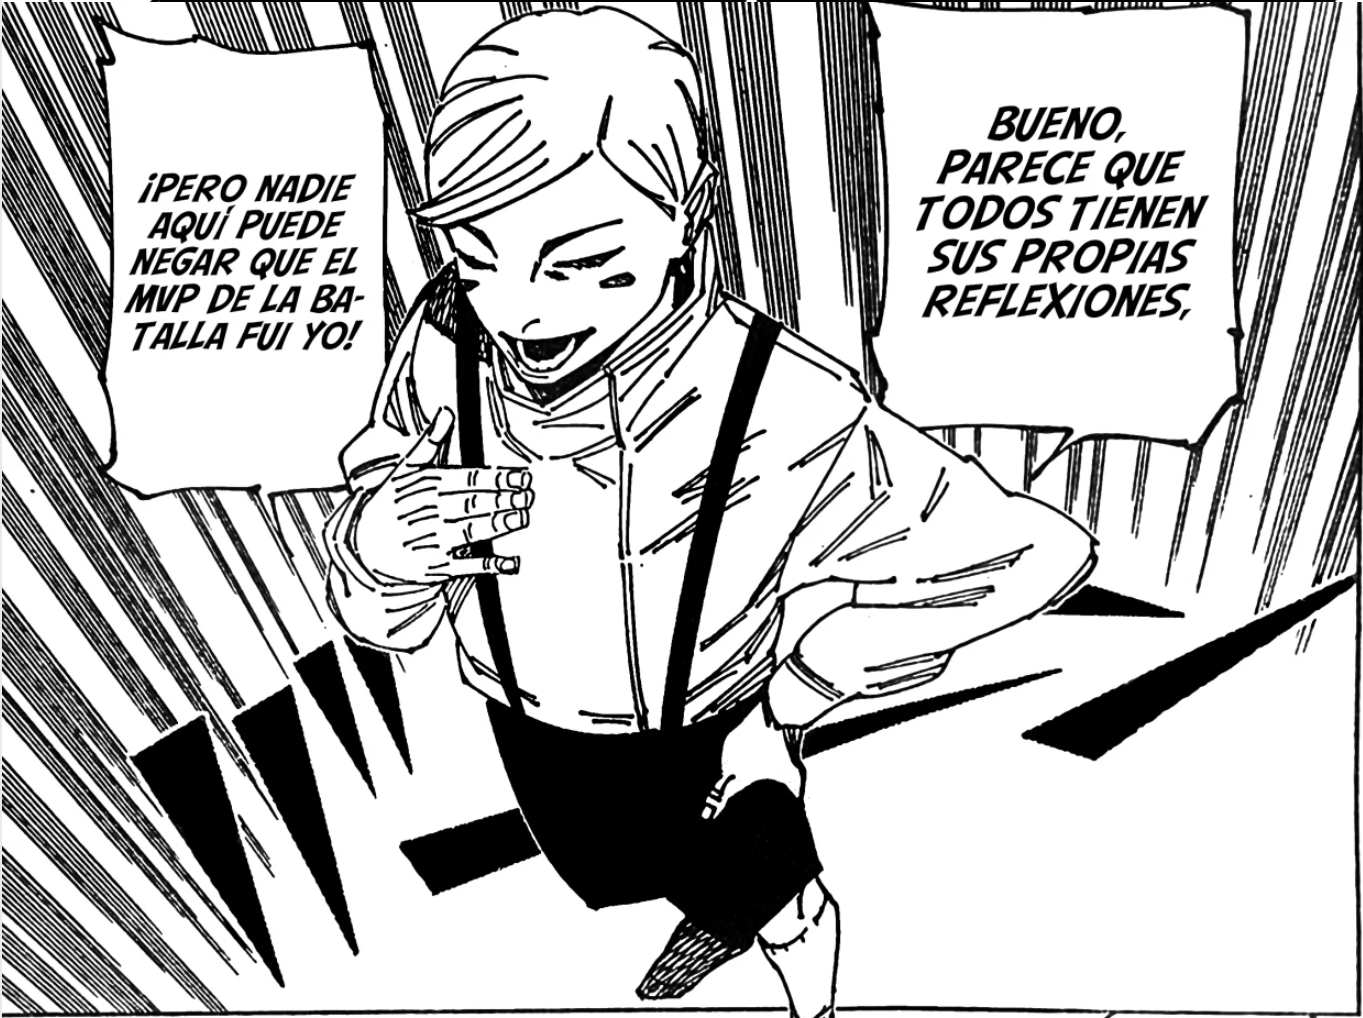 BUENO,
PARECE QUE
TODOS TIENEN
SUS PROPIAS
REFLEXIONES,
¡PERO NADIE
AQUÍ PUEDE
NEGAR QUE EL
MVP DE LA BA-
TALLA FUI YO!